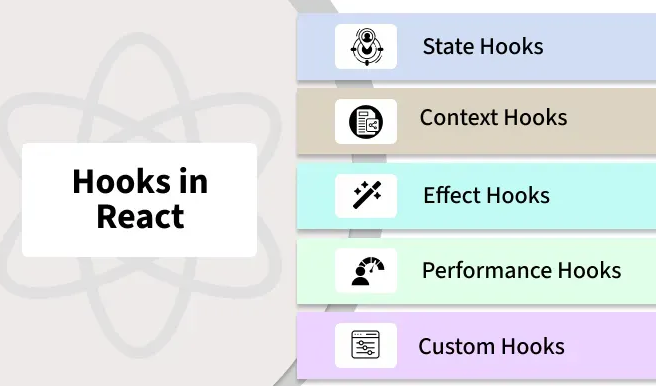 Hooks in
React
State Hooks
Context Hooks
Effect Hooks
Performance Hooks
Custom Hooks